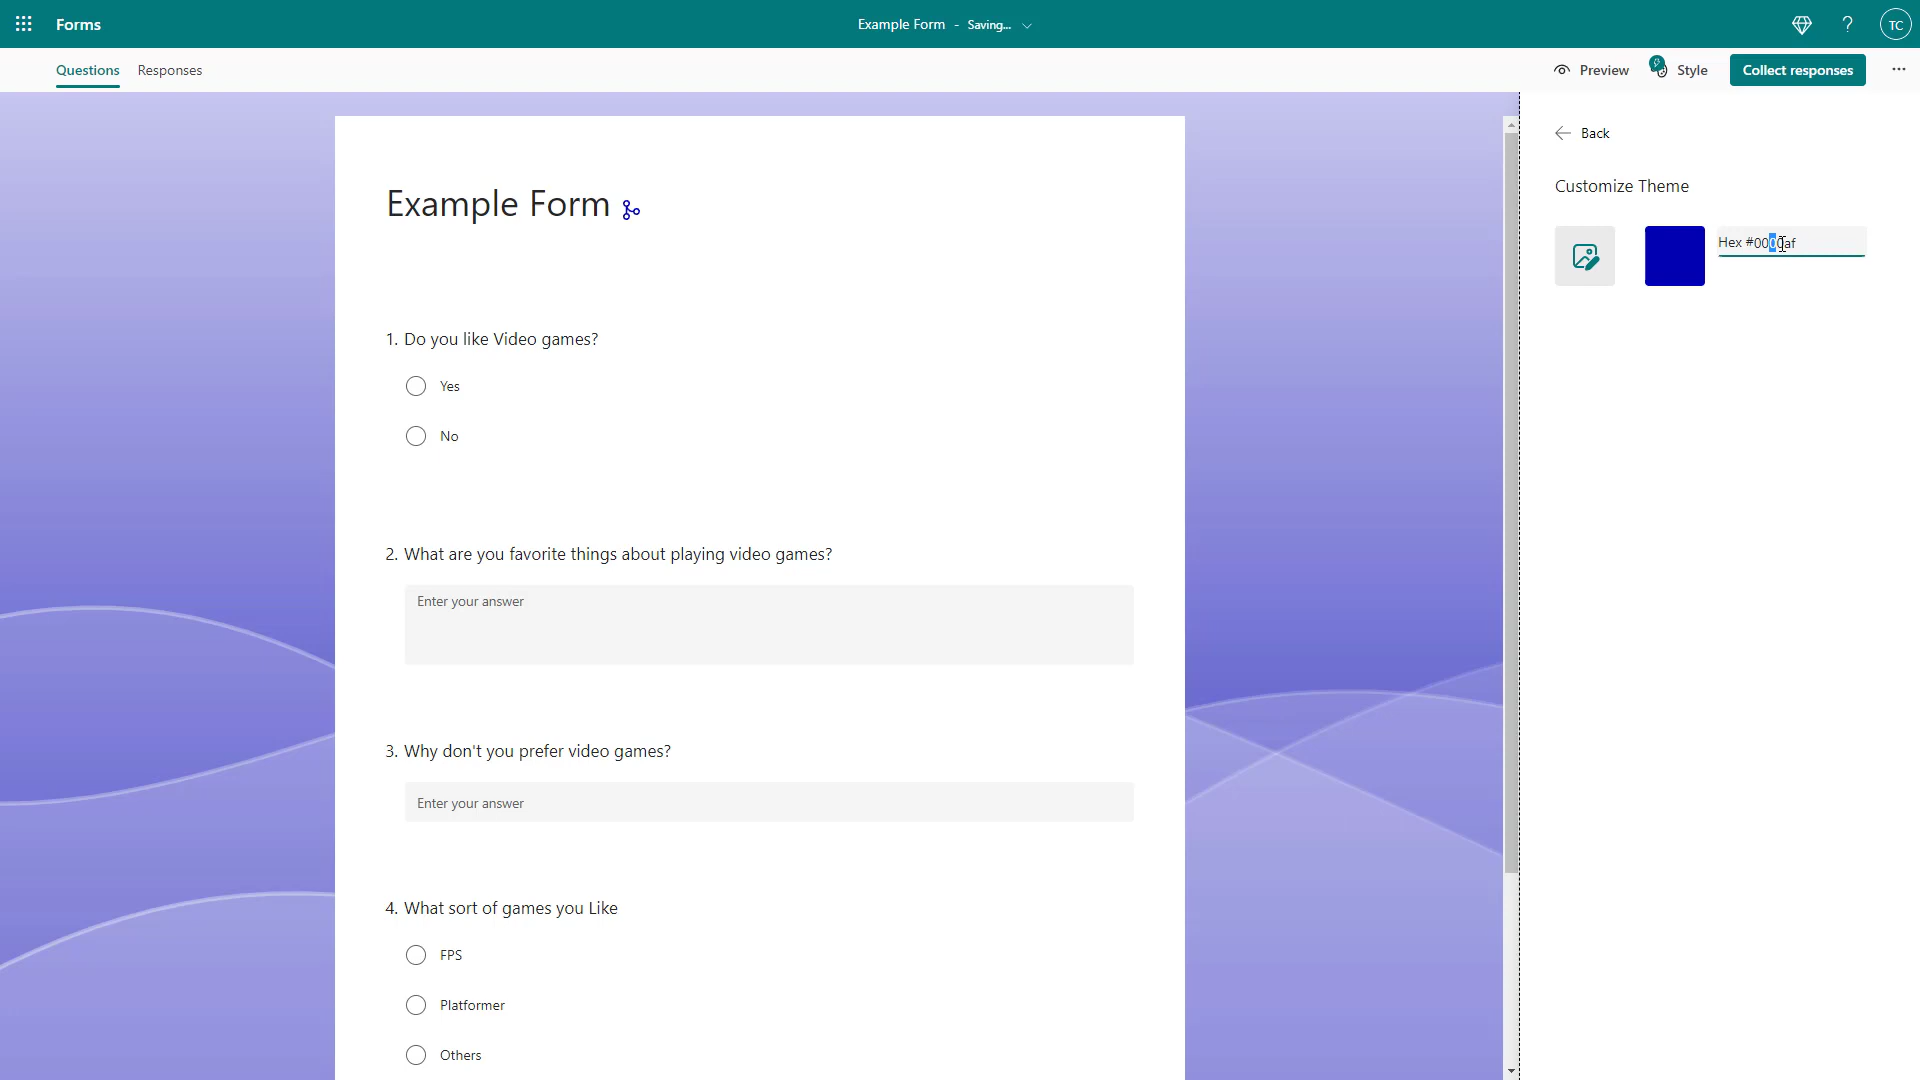 Forms
Example Form - Saving...
?
TC
Questions
Responses
Preview
Style
Collect responses
...
Back
Customize Theme
Hex #0000af
Example Form
1. Do you like Video games?
Yes
No
2. What are you favorite things about playing video games?
Enter your answer
3. Why don't you prefer video games?
Enter your answer
4. What sort of games you Like
FPS
Platformer
Others